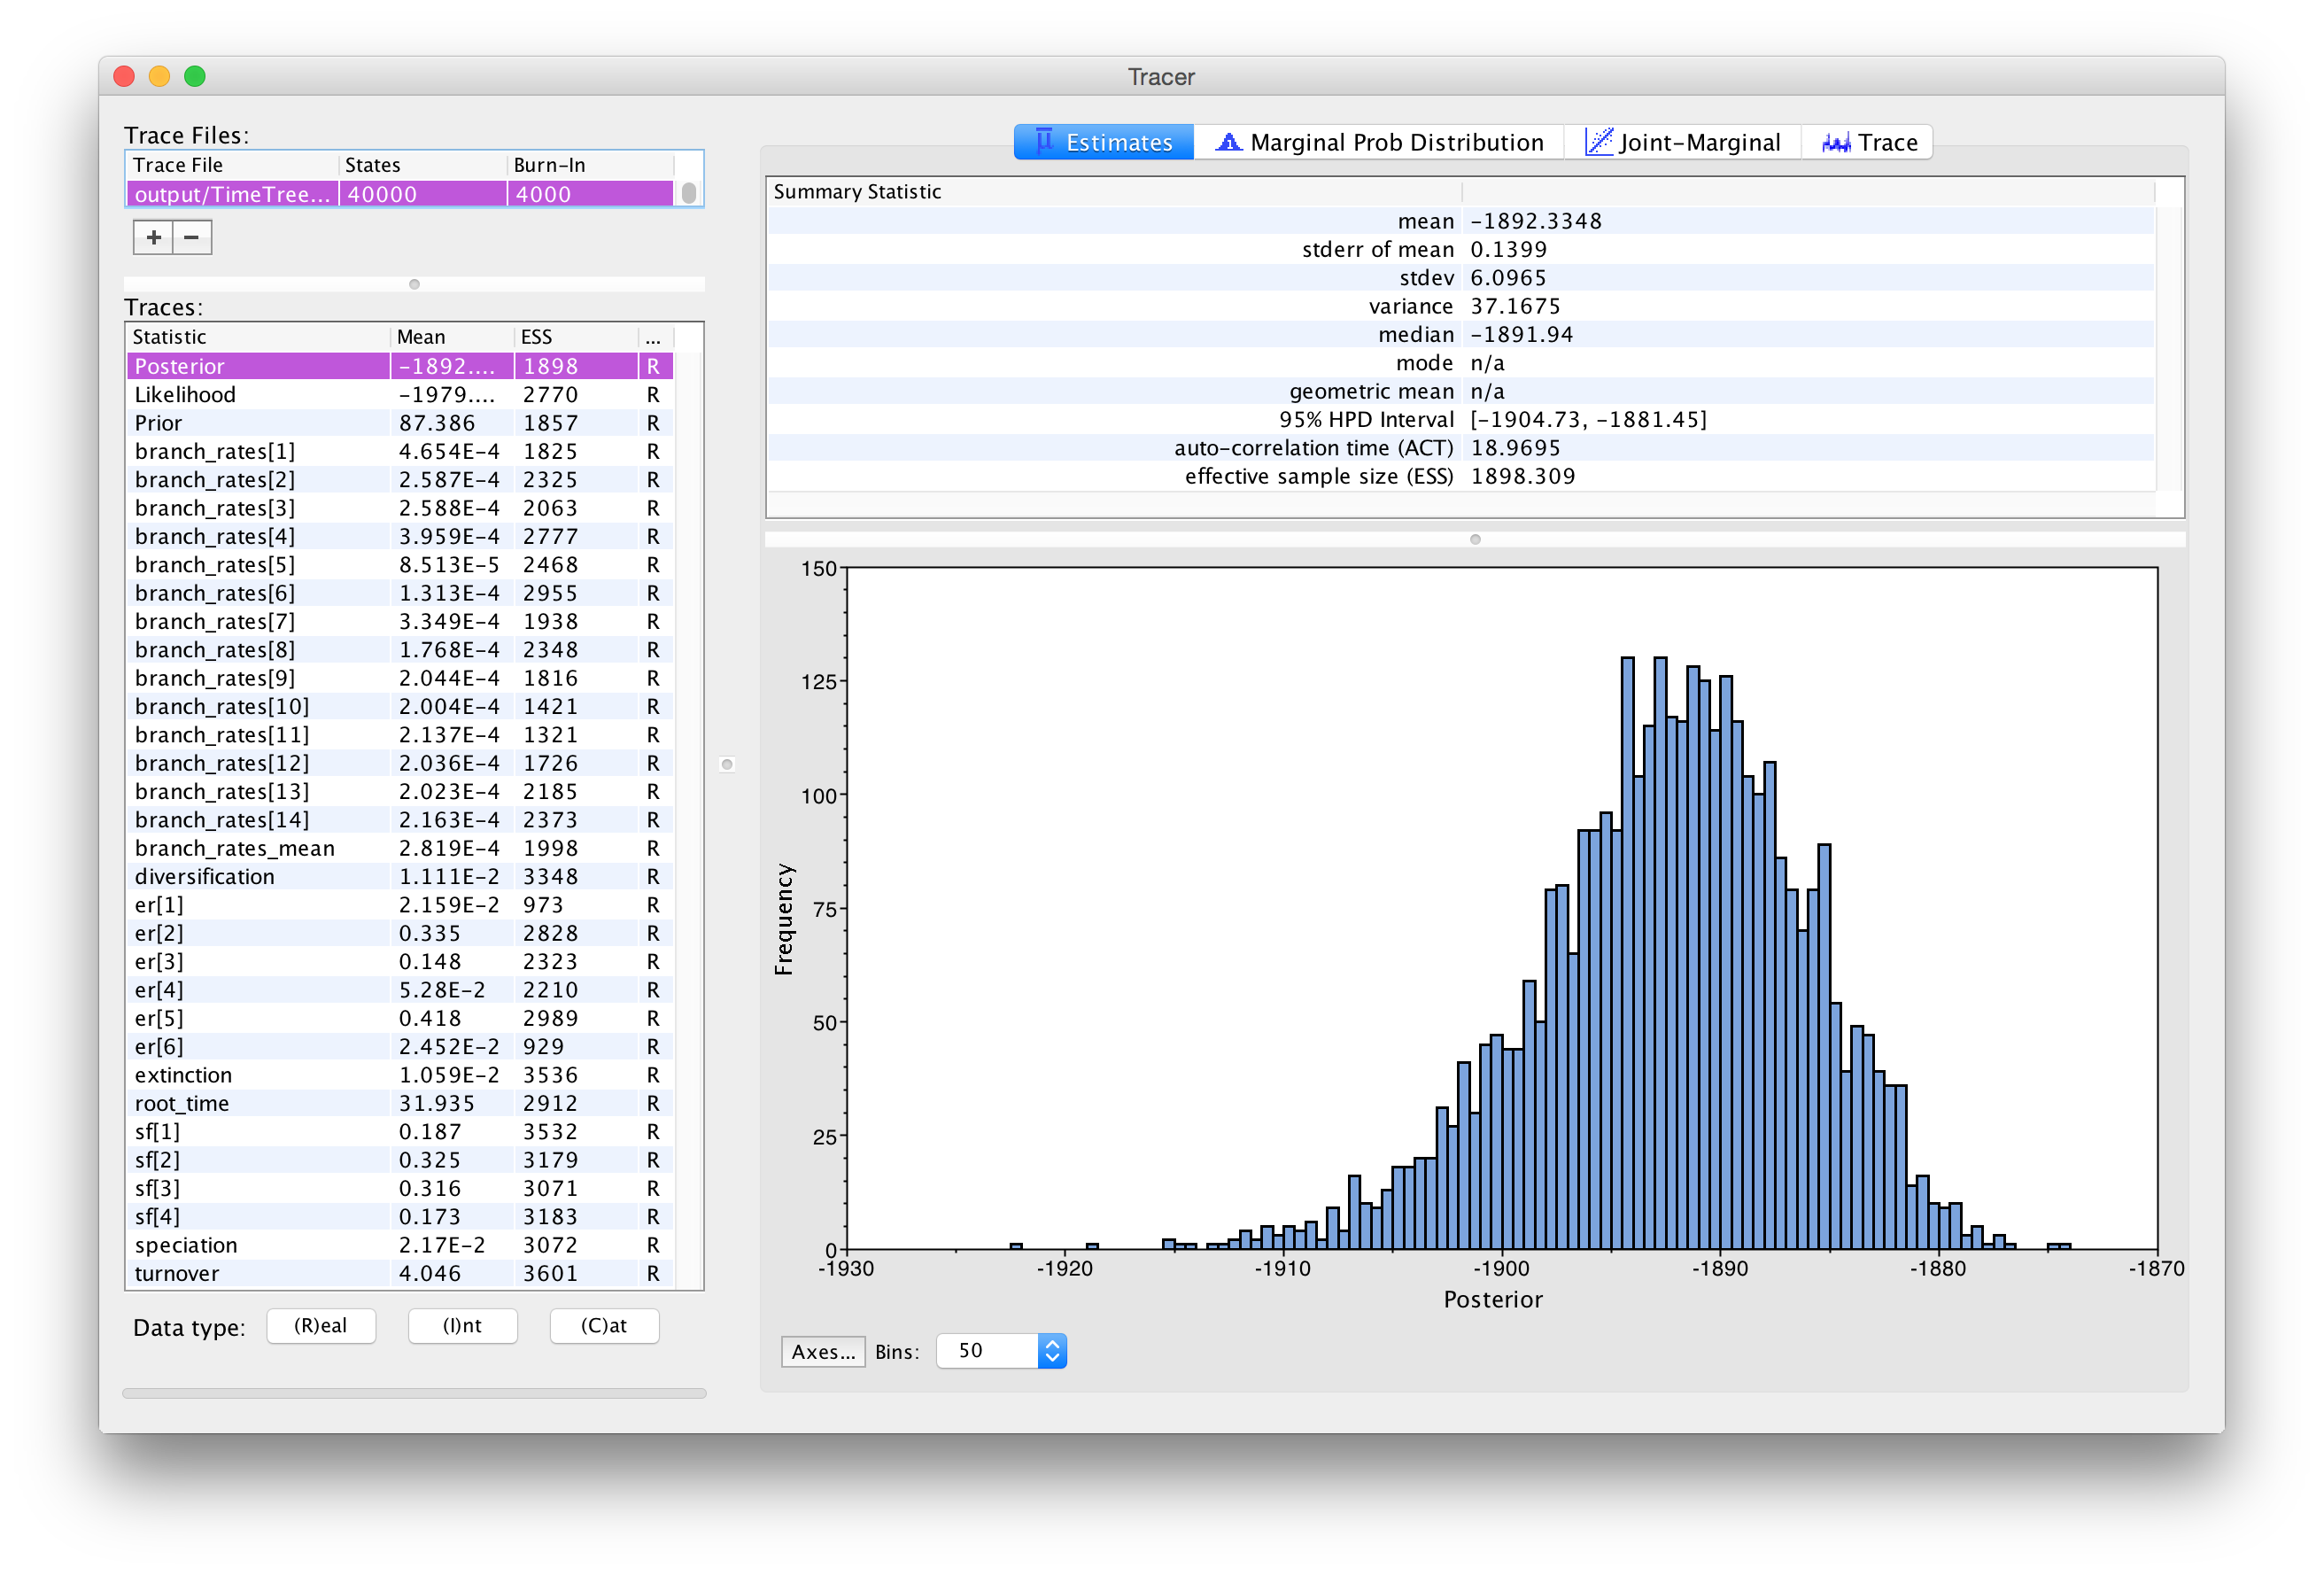 Tracer
Trace Files:
Trace File States Burn-In
output/TimeTree... 40000 4000
+ −
Traces:
Statistic Mean ESS ...
Posterior -1892.... 1898 R
Likelihood -1979.... 2770 R
Prior 87.386 1857 R
branch_rates[1] 4.654E-4 1825 R
branch_rates[2] 2.587E-4 2325 R
branch_rates[3] 2.588E-4 2063 R
branch_rates[4] 3.959E-4 2777 R
branch_rates[5] 8.513E-5 2468 R
branch_rates[6] 1.313E-4 2955 R
branch_rates[7] 3.349E-4 1938 R
branch_rates[8] 1.768E-4 2348 R
branch_rates[9] 2.044E-4 1816 R
branch_rates[10] 2.004E-4 1421 R
branch_rates[11] 2.137E-4 1321 R
branch_rates[12] 2.036E-4 1726 R
branch_rates[13] 2.023E-4 2185 R
branch_rates[14] 2.163E-4 2373 R
branch_rates_mean 2.819E-4 1998 R
diversification 1.111E-2 3348 R
er[1] 2.159E-2 973 R
er[2] 0.335 2828 R
er[3] 0.148 2323 R
er[4] 5.28E-2 2210 R
er[5] 0.418 2989 R
er[6] 2.452E-2 929 R
extinction 1.059E-2 3536 R
root_time 31.935 2912 R
sf[1] 0.187 3532 R
sf[2] 0.325 3179 R
sf[3] 0.316 3071 R
sf[4] 0.173 3183 R
speciation 2.17E-2 3072 R
turnover 4.046 3601 R
Data type: (R)eal (I)nt (C)at
Estimates Marginal Prob Distribution Joint-Marginal Trace
Summary Statistic
mean -1892.3348
stderr of mean 0.1399
stdev 6.0965
variance 37.1675
median -1891.94
mode n/a
geometric mean n/a
95% HPD Interval [-1904.73, -1881.45]
auto-correlation time (ACT) 18.9695
effective sample size (ESS) 1898.309
150
125
100
75
50
25
0
Frequency
-1930 -1920 -1910 -1900 -1890 -1880 -1870
Posterior
Axes... Bins: 50